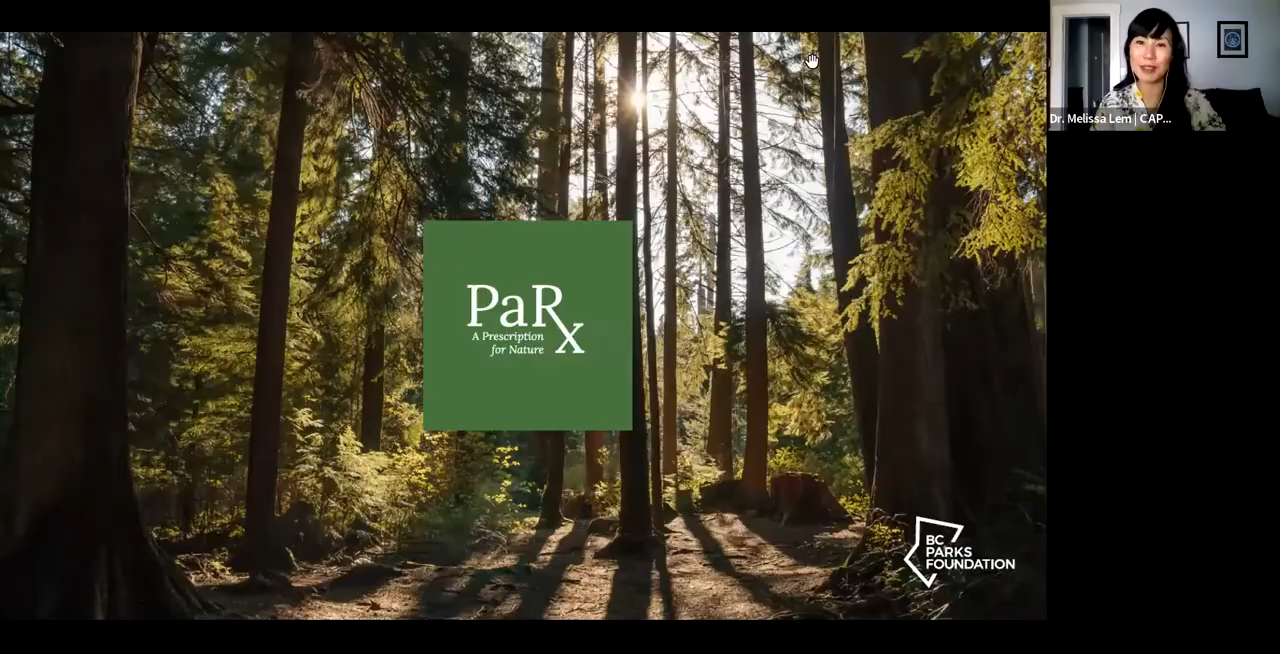 PaRx
A Prescription
for Nature
BC
PARKS
FOUNDATION
Dr. Melissa Lem | CAP...